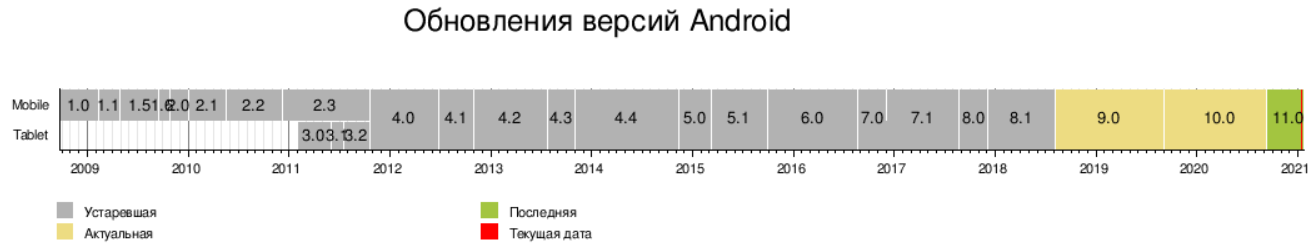 Обновления версий Android
Mobile 1.0 1.1 1.5 1.6 2.0 2.1 2.2 2.3
4.0 4.1 4.2 4.3 4.4 5.0 5.1 6.0 7.0 7.1 8.0 8.1 9.0 10.0 11.0
Tablet 3.0 3.1 3.2
2009 2010 2011 2012 2013 2014 2015 2016 2017 2018 2019 2020 2021
Устаревшая Последняя
Актуальная Текущая дата